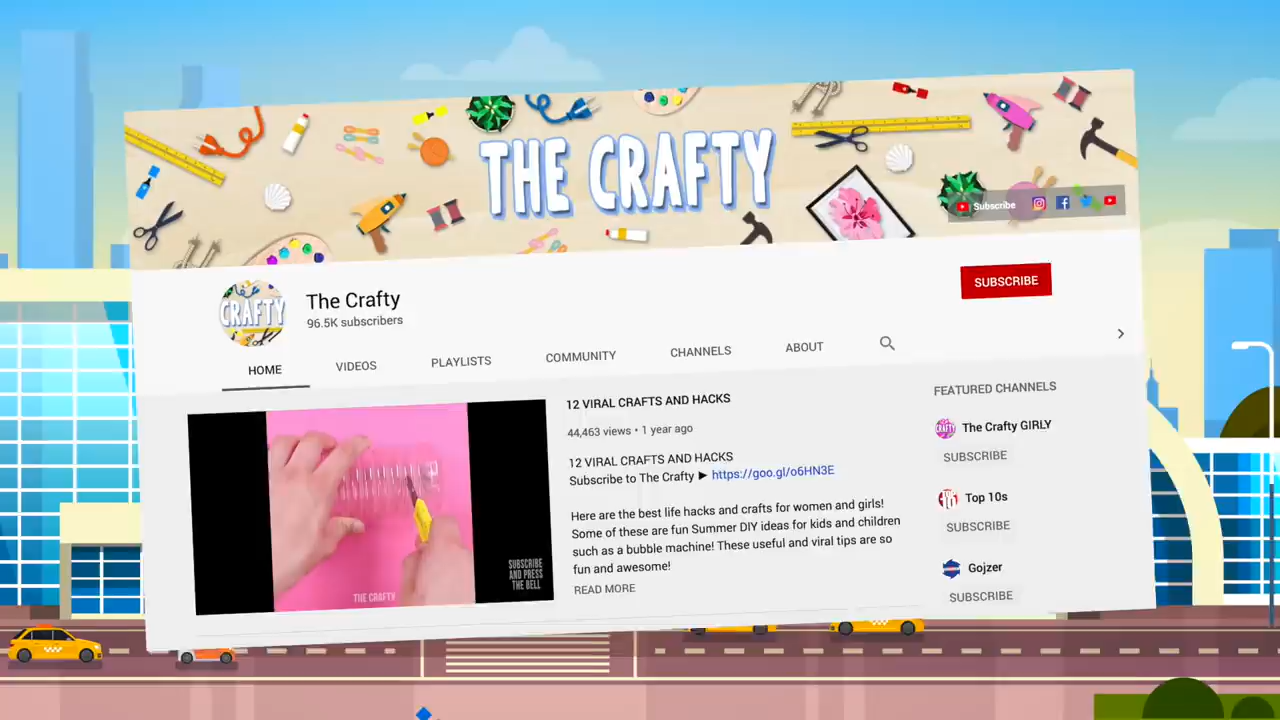 THE CRAFTY
Subscribe
CRAFTY
The Crafty
96.5K subscribers
SUBSCRIBE
HOME
VIDEOS
PLAYLISTS
COMMUNITY
CHANNELS
ABOUT
SUBSCRIBE
AND PRESS
THE BELL
THE CRAFTY
12 VIRAL CRAFTS AND HACKS
44,463 views • 1 year ago
12 VIRAL CRAFTS AND HACKS
Subscribe to The Crafty ► https://goo.gl/o6HN3E
Here are the best life hacks and crafts for women and girls!
Some of these are fun Summer DIY ideas for kids and children
such as a bubble machine! These useful and viral tips are so
fun and awesome!
READ MORE
FEATURED CHANNELS
CRAFTY
The Crafty GIRLY
SUBSCRIBE
Top 10s
SUBSCRIBE
Gojzer
SUBSCRIBE